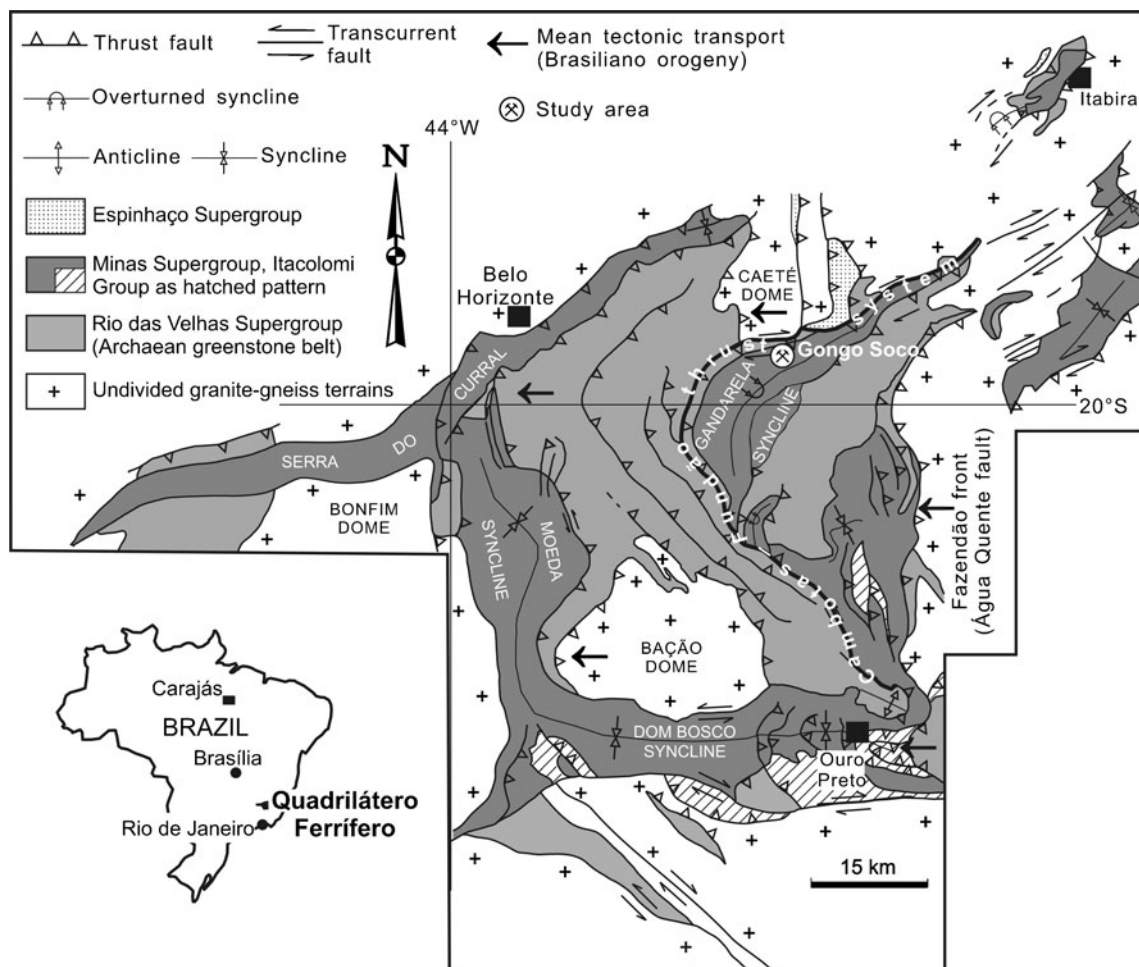 Thrust fault
Transcurrent
fault
Mean tectonic transport
(Brasiliano orogeny)
Overturned syncline
Study area
Anticline
Syncline
44°W
N
Itabira
Espinhaço Supergroup
Minas Supergroup, Itacolomi
Group as hatched pattern
Rio das Velhas Supergroup
(Archaean greenstone belt)
Undivided granite-gneiss terrains
Belo
Horizonte
CAETÉ
DOME
Cambotas-Fundão thrust system
Gongo Soco
CURRAL
DO
SERRA
GANDARELA
SYNCLINE
20°S
BONFIM
DOME
MOEDA
SYNCLINE
Fazendão front
(Água Quente fault)
BAÇÃO
DOME
DOM BOSCO
SYNCLINE
Ouro
Preto
15 km
Carajás
BRAZIL
Brasília
Quadrilátero
Ferrífero
Rio de Janeiro